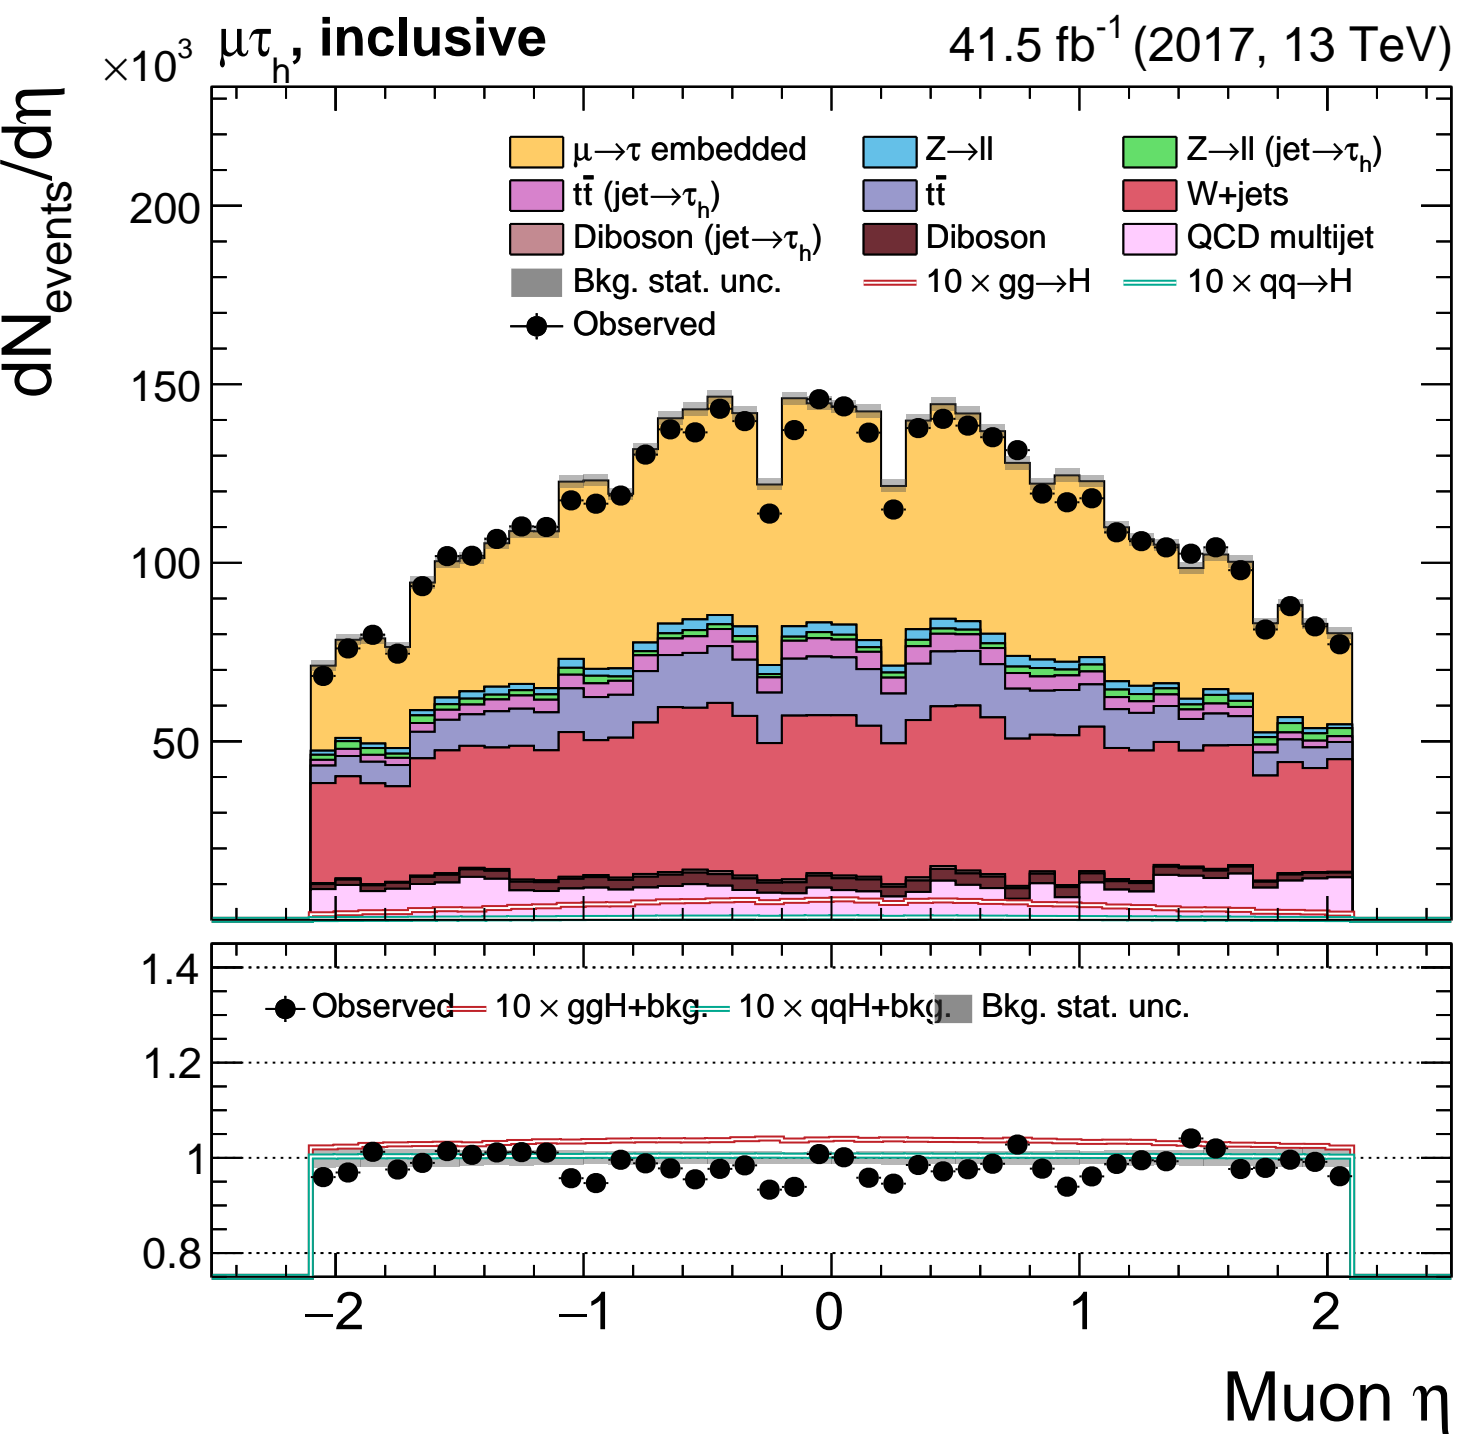 ×10³ μτₕ, inclusive 41.5 fb⁻¹ (2017, 13 TeV)
dN_events/dη
μ→τ embedded Z→ll Z→ll (jet→τₕ)
tt̄ (jet→τₕ) tt̄ W+jets
Diboson (jet→τₕ) Diboson QCD multijet
Bkg. stat. unc. 10 × gg→H 10 × qq→H
Observed
200
150
100
50
1.4
Observed 10 × ggH+bkg. 10 × qqH+bkg. Bkg. stat. unc.
1.2
1
0.8
−2 −1 0 1 2
Muon η